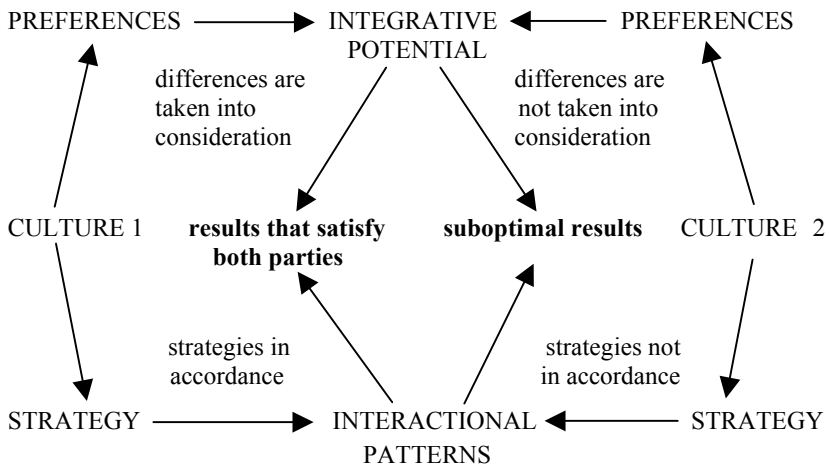 PREFERENCES INTEGRATIVE PREFERENCES
POTENTIAL
differences are differences are
taken into not taken into
consideration consideration
CULTURE 1 results that satisfy suboptimal results CULTURE 2
both parties
strategies in strategies not
accordance in accordance
STRATEGY INTERACTIONAL STRATEGY
PATTERNS